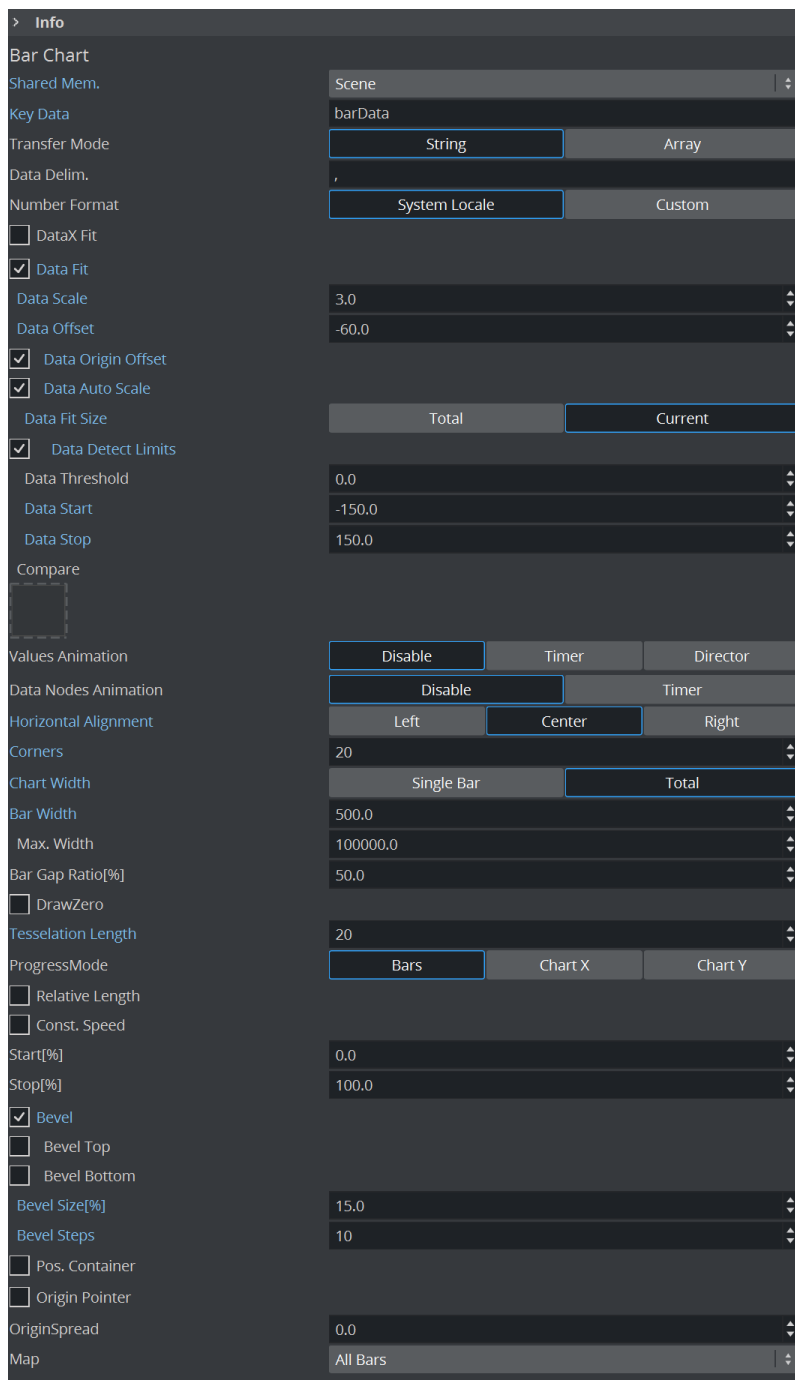 Info
Bar Chart
Shared Mem. Scene
Key Data barData
Transfer Mode String Array
Data Delim. ,
Number Format System Locale Custom
DataX Fit
Data Fit
Data Scale 3.0
Data Offset -60.0
Data Origin Offset
Data Auto Scale
Data Fit Size Total Current
Data Detect Limits
Data Threshold 0.0
Data Start -150.0
Data Stop 150.0
Compare
Values Animation Disable Timer Director
Data Nodes Animation Disable Timer
Horizontal Alignment Left Center Right
Corners 20
Chart Width Single Bar Total
Bar Width 500.0
Max. Width 100000.0
Bar Gap Ratio[%] 50.0
DrawZero
Tesselation Length 20
ProgressMode Bars Chart X Chart Y
Relative Length
Const. Speed
Start[%] 0.0
Stop[%] 100.0
Bevel
Bevel Top
Bevel Bottom
Bevel Size[%] 15.0
Bevel Steps 10
Pos. Container
Origin Pointer
OriginSpread 0.0
Map All Bars